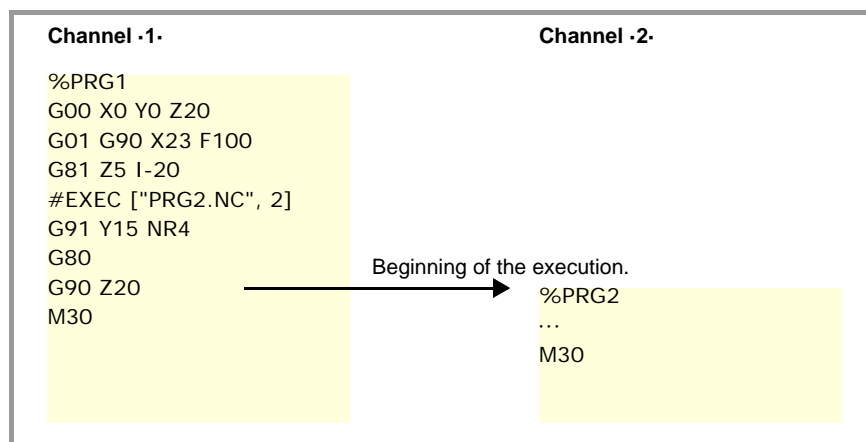 Channel ·1·
%PRG1
G00 X0 Y0 Z20
G01 G90 X23 F100
G81 Z5 I-20
#EXEC ["PRG2.NC", 2]
G91 Y15 NR4
G80
G90 Z20
M30
Beginning of the execution.
Channel ·2·
%PRG2
...
M30